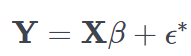 Y = Xβ + ϵ*